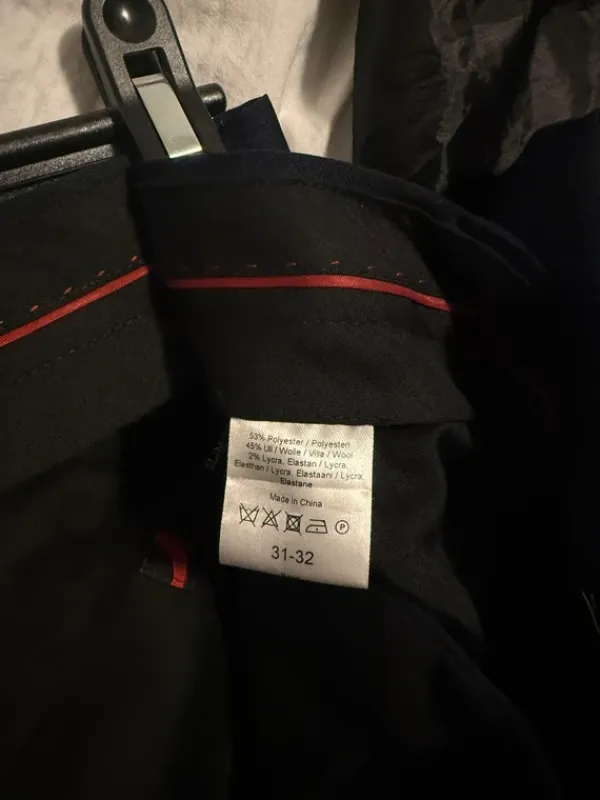 53% Polyester / Polyesteri
45% Ull / Wolle / Villa / Wool
2% Lycra, Elastan / Lycra,
Elasthan / Lycra, Elastaani / Lycra,
Elastane
Made in China
P
31-32